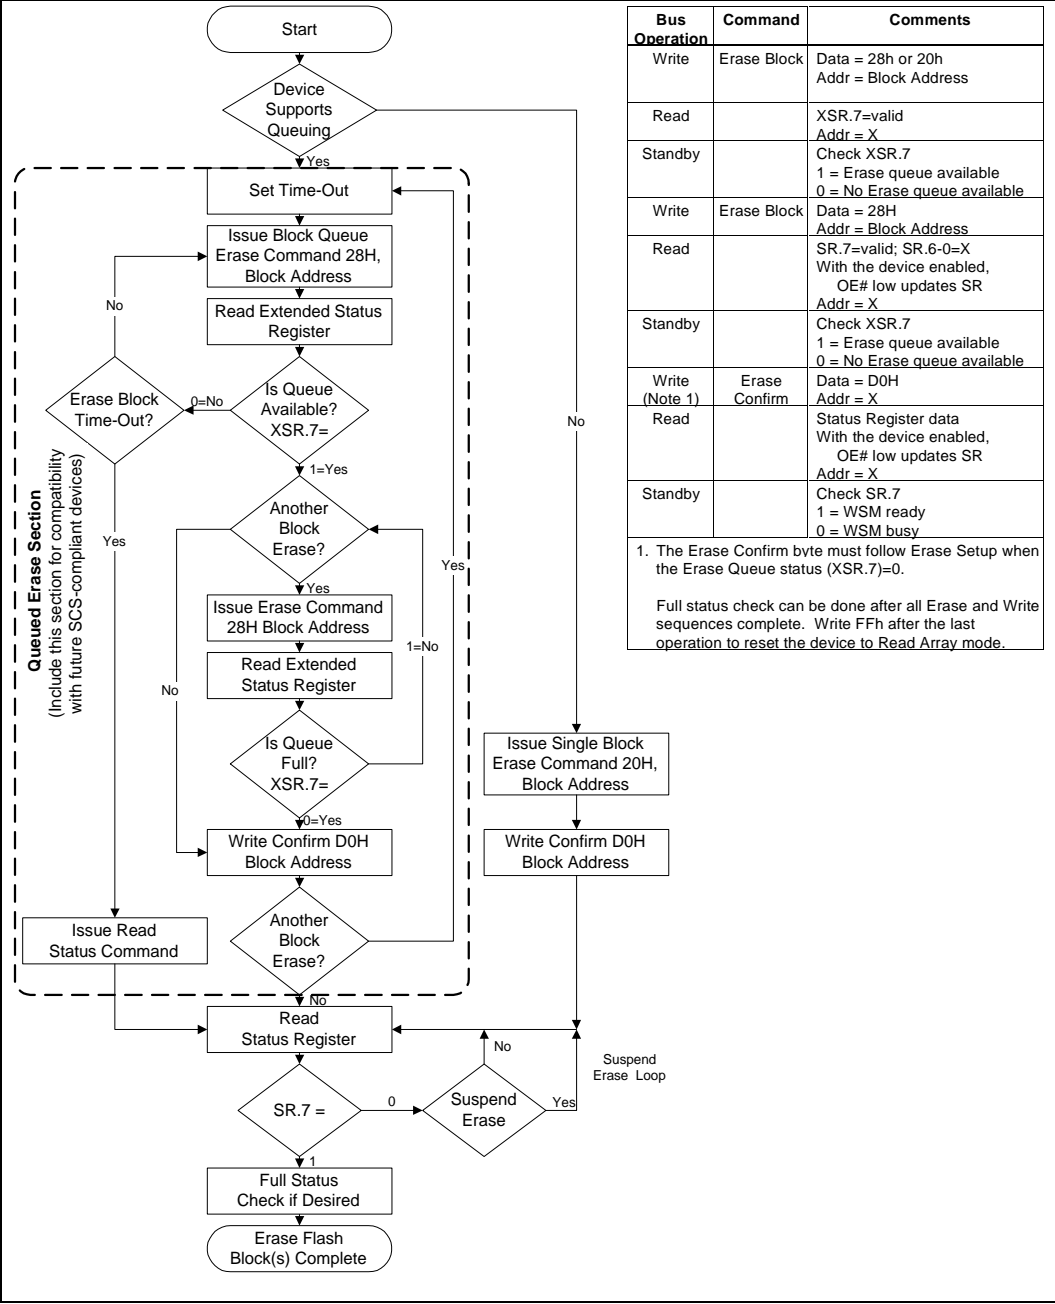 Start
Device
Supports
Queuing
Yes
Set Time-Out
Issue Block Queue
Erase Command 28H,
Block Address
No
Read Extended Status
Register
Erase Block
Time-Out?
0=No
Is Queue
Available?
XSR.7=
No
1=Yes
Another
Block
Erase?
Queued Erase Section
(Include this section for compatibility
with future SCS-compliant devices)
Yes
Yes
Yes
Issue Erase Command
28H Block Address
1=No
Read Extended
Status Register
No
Is Queue
Full?
XSR.7=
Issue Single Block
Erase Command 20H,
Block Address
0=Yes
Write Confirm D0H
Block Address
Write Confirm D0H
Block Address
Issue Read
Status Command
Another
Block
Erase?
No
Read
Status Register
No
Suspend
Erase Loop
SR.7 =
0
Suspend
Erase
Yes
1
Full Status
Check if Desired
Erase Flash
Block(s) Complete
Bus Operation Command Comments
Write Erase Block Data = 28h or 20h
Addr = Block Address
Read XSR.7=valid
Addr = X
Standby Check XSR.7
1 = Erase queue available
0 = No Erase queue available
Write Erase Block Data = 28H
Addr = Block Address
Read SR.7=valid; SR.6-0=X
With the device enabled,
OE# low updates SR
Addr = X
Standby Check XSR.7
1 = Erase queue available
0 = No Erase queue available
Write Erase Data = D0H
(Note 1) Confirm Addr = X
Read Status Register data
With the device enabled,
OE# low updates SR
Addr = X
Standby Check SR.7
1 = WSM ready
0 = WSM busy
1. The Erase Confirm byte must follow Erase Setup when
the Erase Queue status (XSR.7)=0.
Full status check can be done after all Erase and Write
sequences complete. Write FFh after the last
operation to reset the device to Read Array mode.